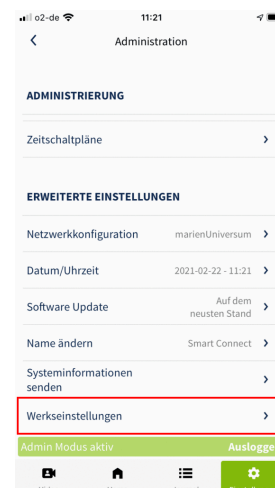 o2-de 11:21
Administration
ADMINISTRIERUNG
Zeitschaltpläne
ERWEITERTE EINSTELLUNGEN
Netzwerkkonfiguration marienUniversum
Datum/Uhrzeit 2021-02-22 - 11:21
Software Update Auf dem
neusten Stand
Name ändern Smart Connect
Systeminformationen
senden
Werkseinstellungen
Admin Modus aktiv Auslogge